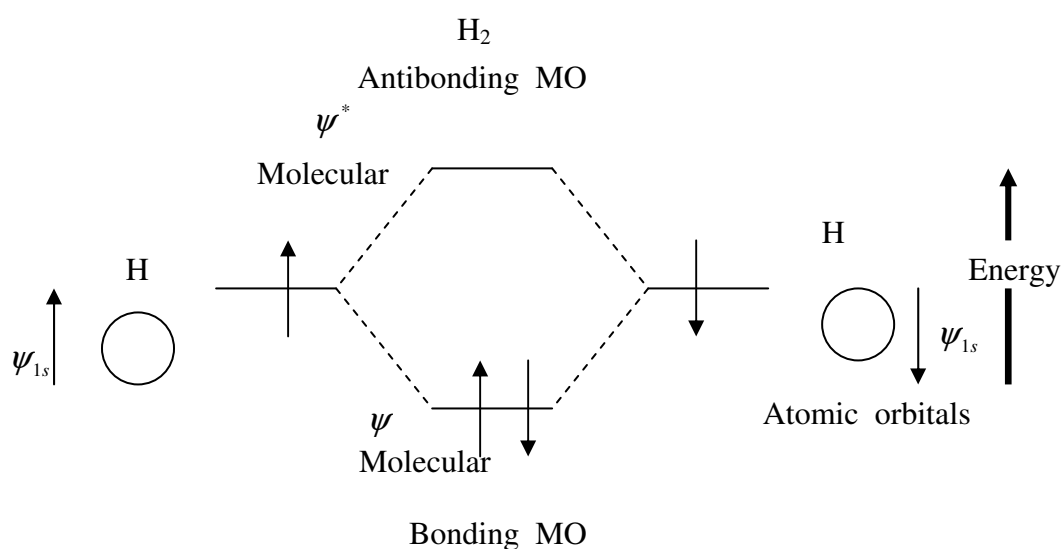 H₂
Antibonding MO
ψ*
Molecular
H
H
Energy
ψ₁ₛ
ψ₁ₛ
Atomic orbitals
ψ
Molecular
Bonding MO